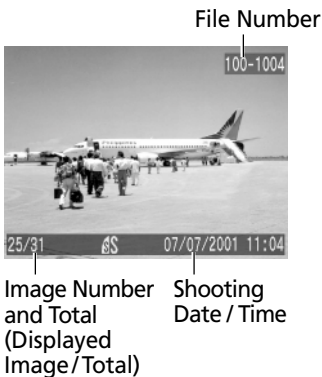 File Number
100-1004
Philippines
25/31 S 07/07/2001 11:04
Image Number
and Total
(Displayed
Image/Total)
Shooting
Date/Time